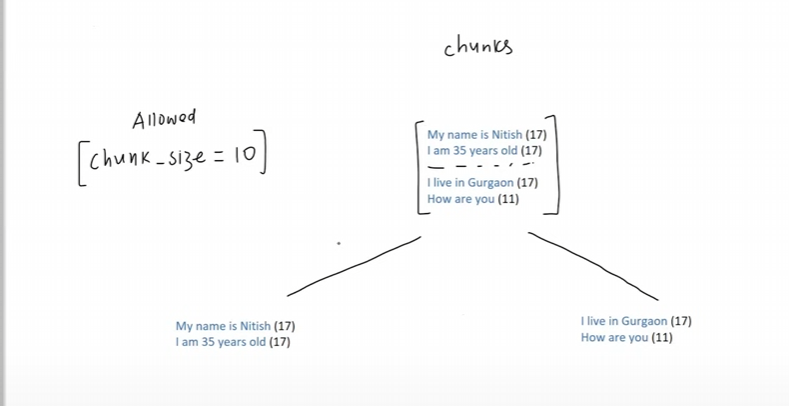 chunks
Allowed
[chunk_size = 10]
My name is Nitish (17)
I am 35 years old (17)
I live in Gurgaon (17)
How are you (11)
My name is Nitish (17)
I am 35 years old (17)
I live in Gurgaon (17)
How are you (11)